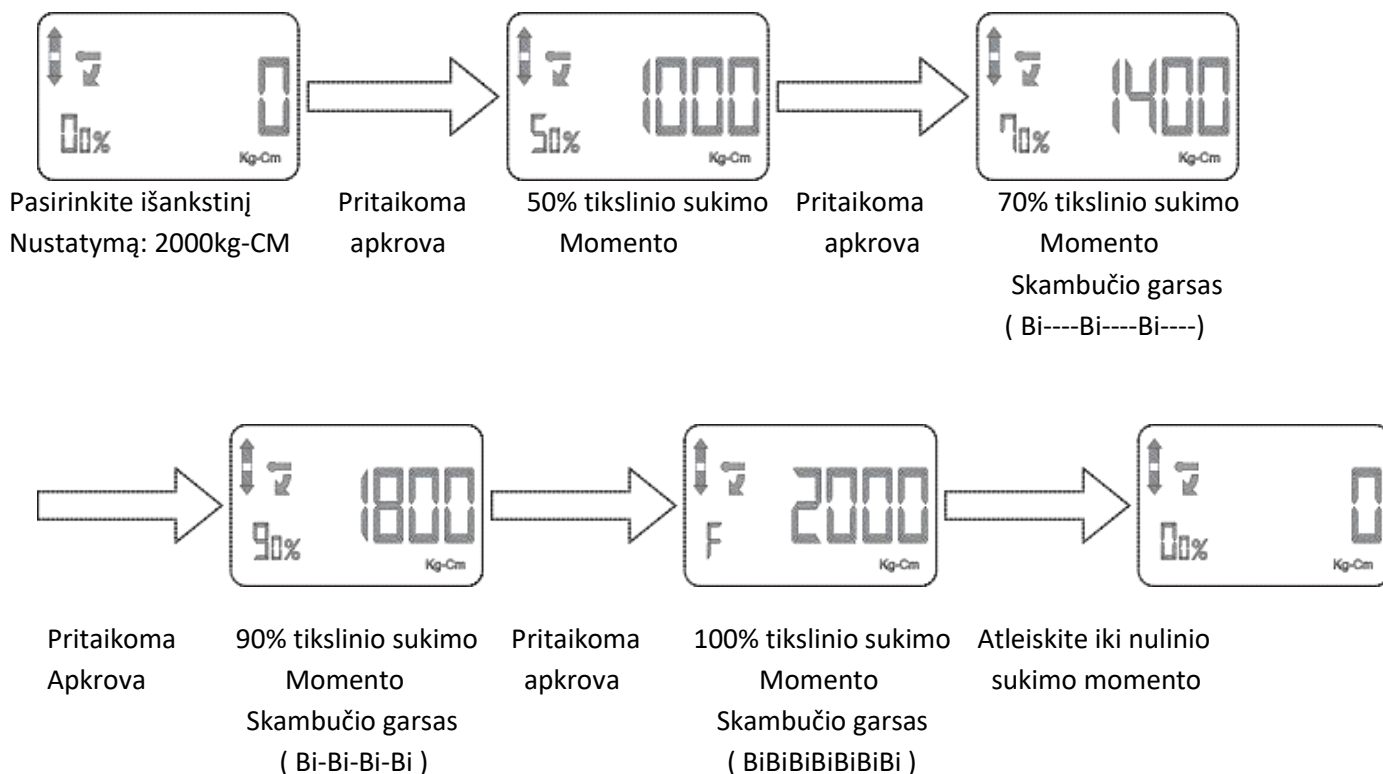 00%
0
Kg-Cm
50%
1000
Kg-Cm
70%
1400
Kg-Cm
Pasirinkite išankstinį Pritaikoma 50% tikslinio sukimo Pritaikoma 70% tikslinio sukimo
Nustatymą: 2000kg-CM apkrova Momento apkrova Momento
Skambučio garsas
( Bi----Bi----Bi----)
90%
1800
Kg-Cm
F
2000
Kg-Cm
00%
0
Kg-Cm
Pritaikoma 90% tikslinio sukimo Pritaikoma 100% tikslinio sukimo Atleiskite iki nulinio
Apkrova Momento apkrova Momento sukimo momento
Skambučio garsas Skambučio garsas
( Bi-Bi-Bi-Bi ) ( BiBiBiBiBiBiBiBi )